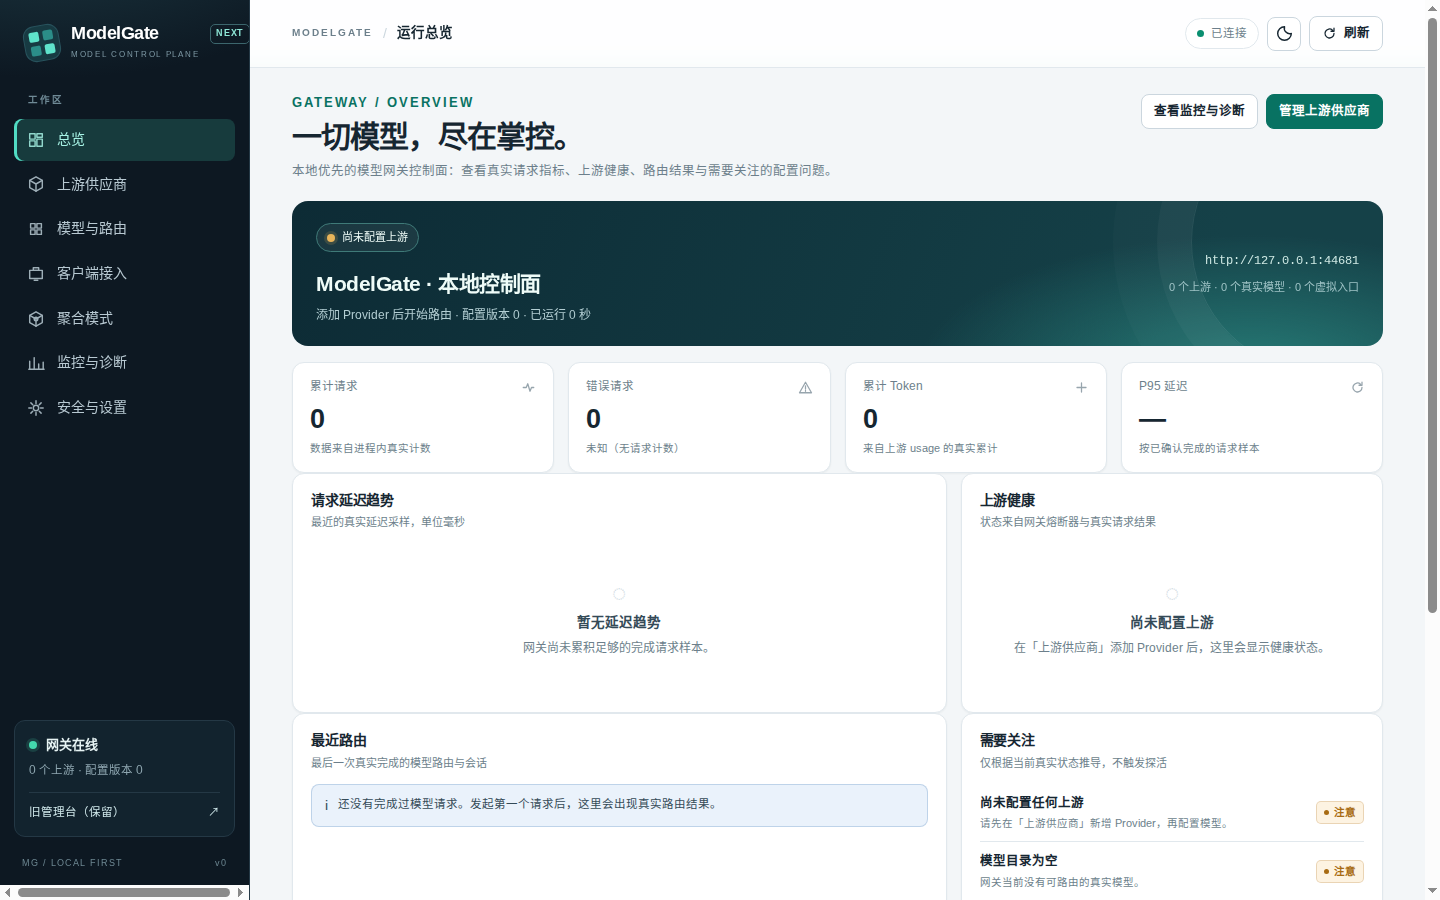 ModelGate
NEXT
MODEL CONTROL PLANE
工作区
总览
上游供应商
模型与路由
客户端接入
聚合模式
监控与诊断
安全与设置
网关在线
0 个上游 · 配置版本 0
旧管理台（保留） ↗
MG / LOCAL FIRST
v0
MODELGATE / 运行总览
已连接
刷新
GATEWAY / OVERVIEW
一切模型，尽在掌控。
本地优先的模型网关控制面：查看真实请求指标、上游健康、路由结果与需要关注的配置问题。
查看监控与诊断
管理上游供应商
尚未配置上游
ModelGate · 本地控制面
添加 Provider 后开始路由 · 配置版本 0 · 已运行 0 秒
http://127.0.0.1:44681
0 个上游 · 0 个真实模型 · 0 个虚拟入口
累计请求
0
数据来自进程内真实计数
错误请求
0
未知（无请求计数）
累计 Token
0
来自上游 usage 的真实累计
P95 延迟
—
按已确认完成的请求样本
请求延迟趋势
最近的真实延迟采样，单位毫秒
暂无延迟趋势
网关尚未累积足够的完成请求样本。
上游健康
状态来自网关熔断器与真实请求结果
尚未配置上游
在「上游供应商」添加 Provider 后，这里会显示健康状态。
最近路由
最后一次真实完成的模型路由与会话
i 还没有完成过模型请求。发起第一个请求后，这里会出现真实路由结果。
需要关注
仅根据当前真实状态推导，不触发探活
尚未配置任何上游
请先在「上游供应商」新增 Provider，再配置模型。
注意
模型目录为空
网关当前没有可路由的真实模型。
注意